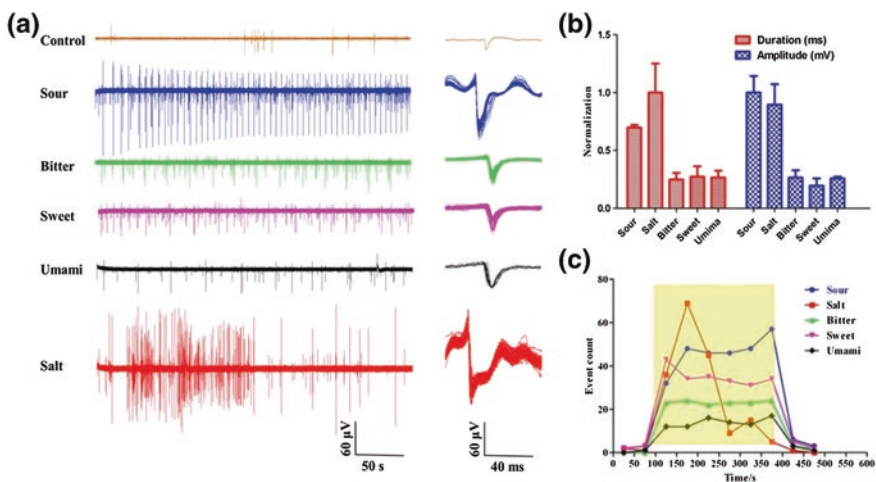 (a)
Control
Sour
Bitter
Sweet
Umami
Salt
60 µV
50 s
60 µV
40 ms
(b)
Normalization
1.5
1.0
0.5
0.0
Duration (ms)
Amplitude (mV)
Sour
Salt
Bitter
Sweet
Umima
Sour
Salt
Bitter
Sweet
Umima
(c)
Event count
80
60
40
20
0
Sour
Salt
Bitter
Sweet
Umami
0 50 100 150 200 250 300 350 400 450 500 550 600
Time/s